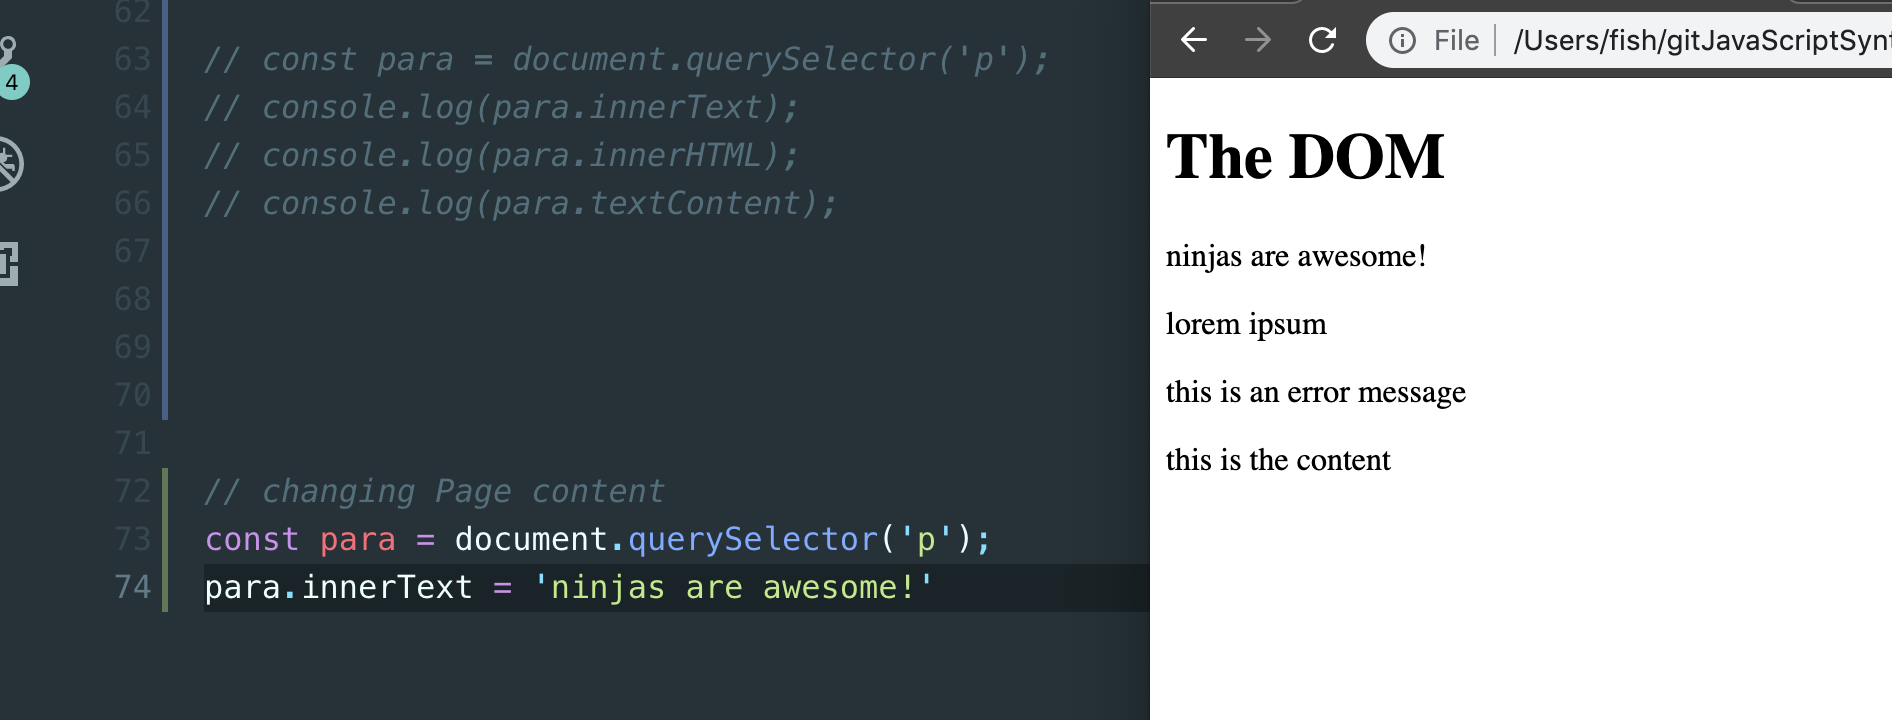 4
62
63 // const para = document.querySelector('p');
64 // console.log(para.innerText);
65 // console.log(para.innerHTML);
66 // console.log(para.textContent);
67
68
69
70
71
72 // changing Page content
73 const para = document.querySelector('p');
74 para.innerText = 'ninjas are awesome!'
File /Users/fish/gitJavaScriptSyn
The DOM
ninjas are awesome!
lorem ipsum
this is an error message
this is the content